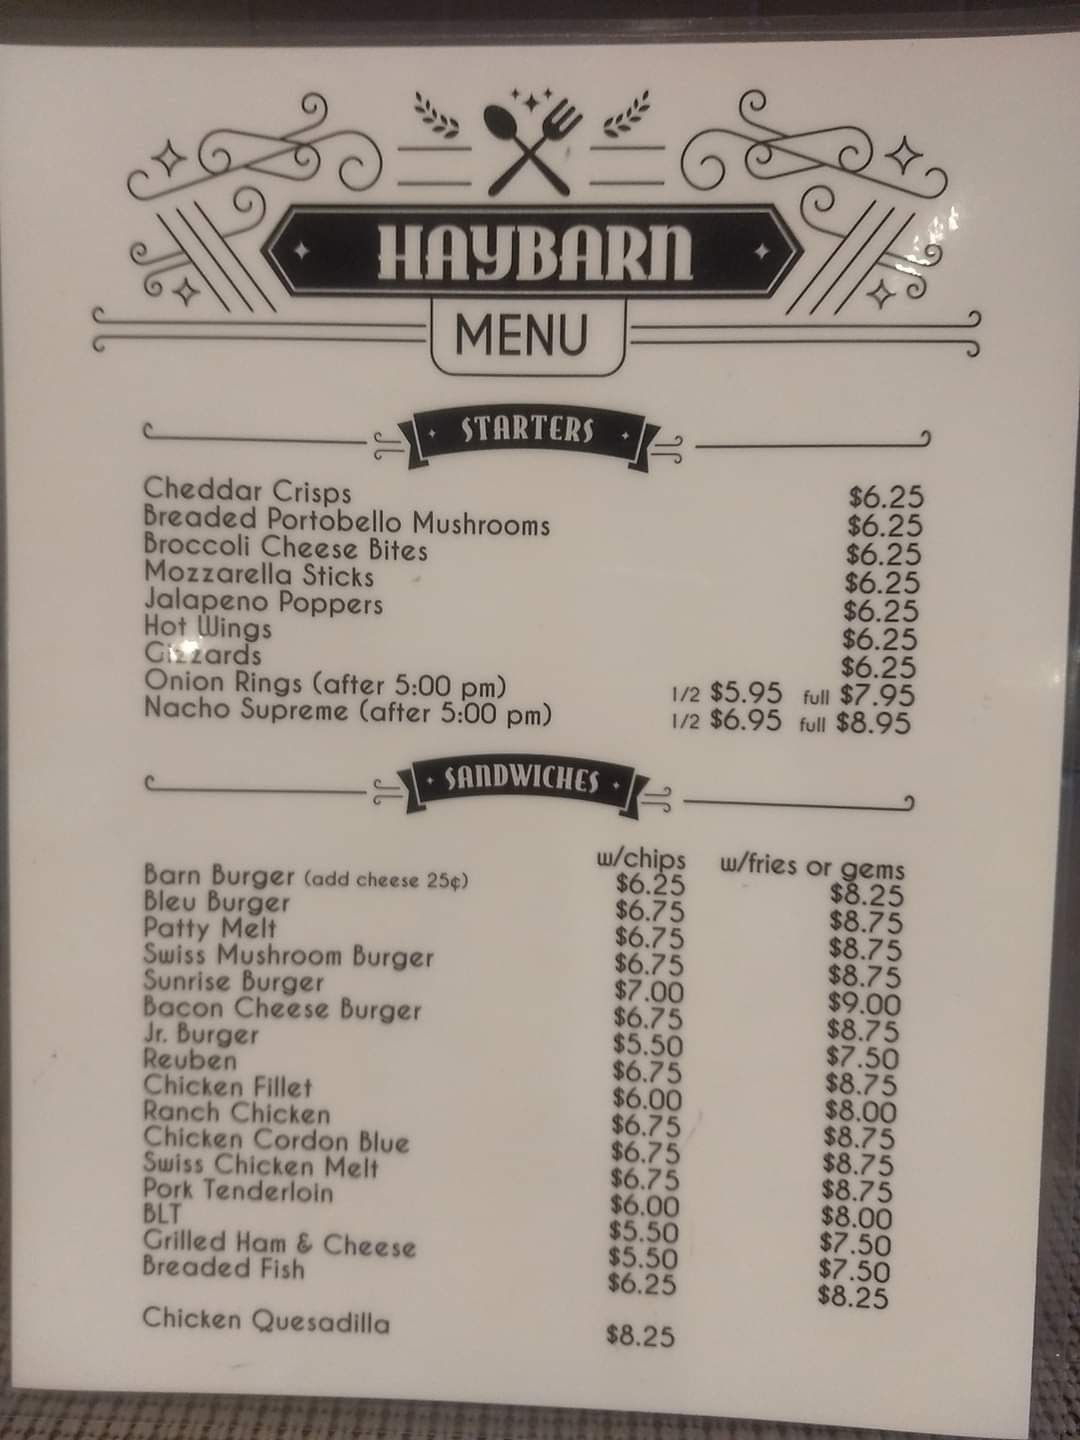 HAYBARN
MENU
STARTERS
Cheddar Crisps $6.25
Breaded Portobello Mushrooms $6.25
Broccoli Cheese Bites $6.25
Mozzarella Sticks $6.25
Jalapeno Poppers $6.25
Hot Wings $6.25
Gizzards $6.25
Onion Rings (after 5:00 pm) 1/2 $5.95 full $7.95
Nacho Supreme (after 5:00 pm) 1/2 $6.95 full $8.95
SANDWICHES
w/chips w/fries or gems
Barn Burger (add cheese 25¢) $6.25 $8.25
Bleu Burger $6.75 $8.75
Patty Melt $6.75 $8.75
Swiss Mushroom Burger $6.75 $8.75
Sunrise Burger $7.00 $9.00
Bacon Cheese Burger $6.75 $8.75
Jr. Burger $5.50 $7.50
Reuben $6.75 $8.75
Chicken Fillet $6.00 $8.00
Ranch Chicken $6.75 $8.75
Chicken Cordon Blue $6.75 $8.75
Swiss Chicken Melt $6.75 $8.75
Pork Tenderloin $6.00 $8.00
BLT $5.50 $7.50
Grilled Ham & Cheese $5.50 $7.50
Breaded Fish $6.25 $8.25
Chicken Quesadilla $8.25